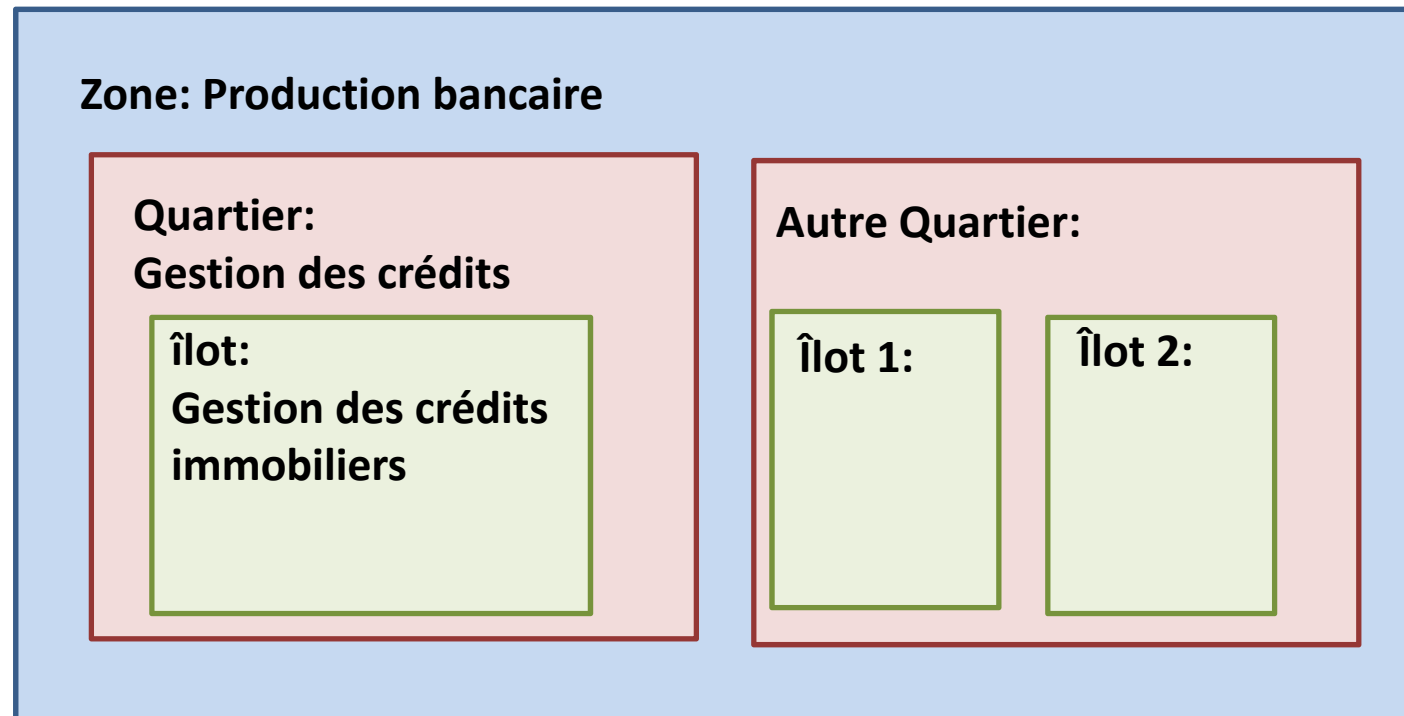 Zone: Production bancaire
Quartier:
Gestion des crédits
îlot:
Gestion des crédits
immobiliers
Autre Quartier:
Îlot 1:
Îlot 2: